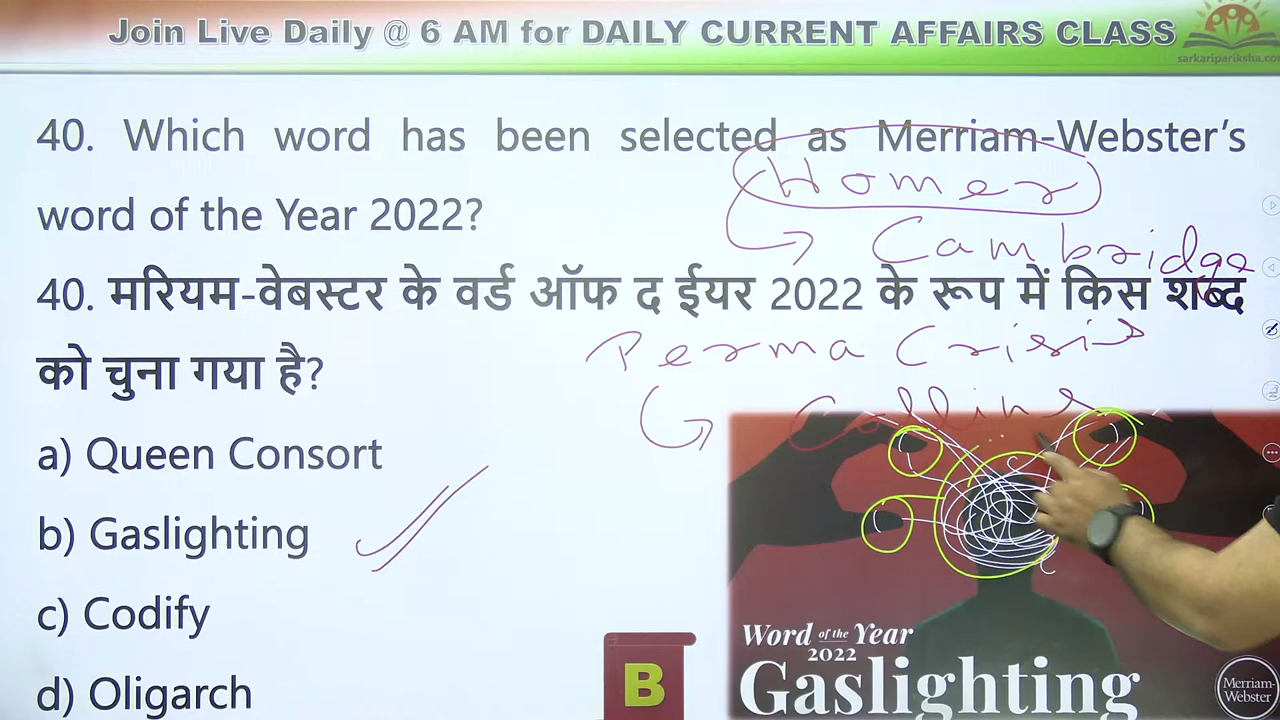 Join Live Daily @ 6 AM for DAILY CURRENT AFFAIRS CLASS
sarkaripariksha.com
40. Which word has been selected as Merriam-Webster's
Homer
word of the Year 2022?
Cambridge
40. मरियम-वेबस्टर के वर्ड ऑफ द ईयर 2022 के रूप में किस शब्द
Perma Crisis
को चुना गया है?
Collins
a) Queen Consort
b) Gaslighting
c) Codify
d) Oligarch
B
Word of the Year
2022
Gaslighting
Merriam-
Webster